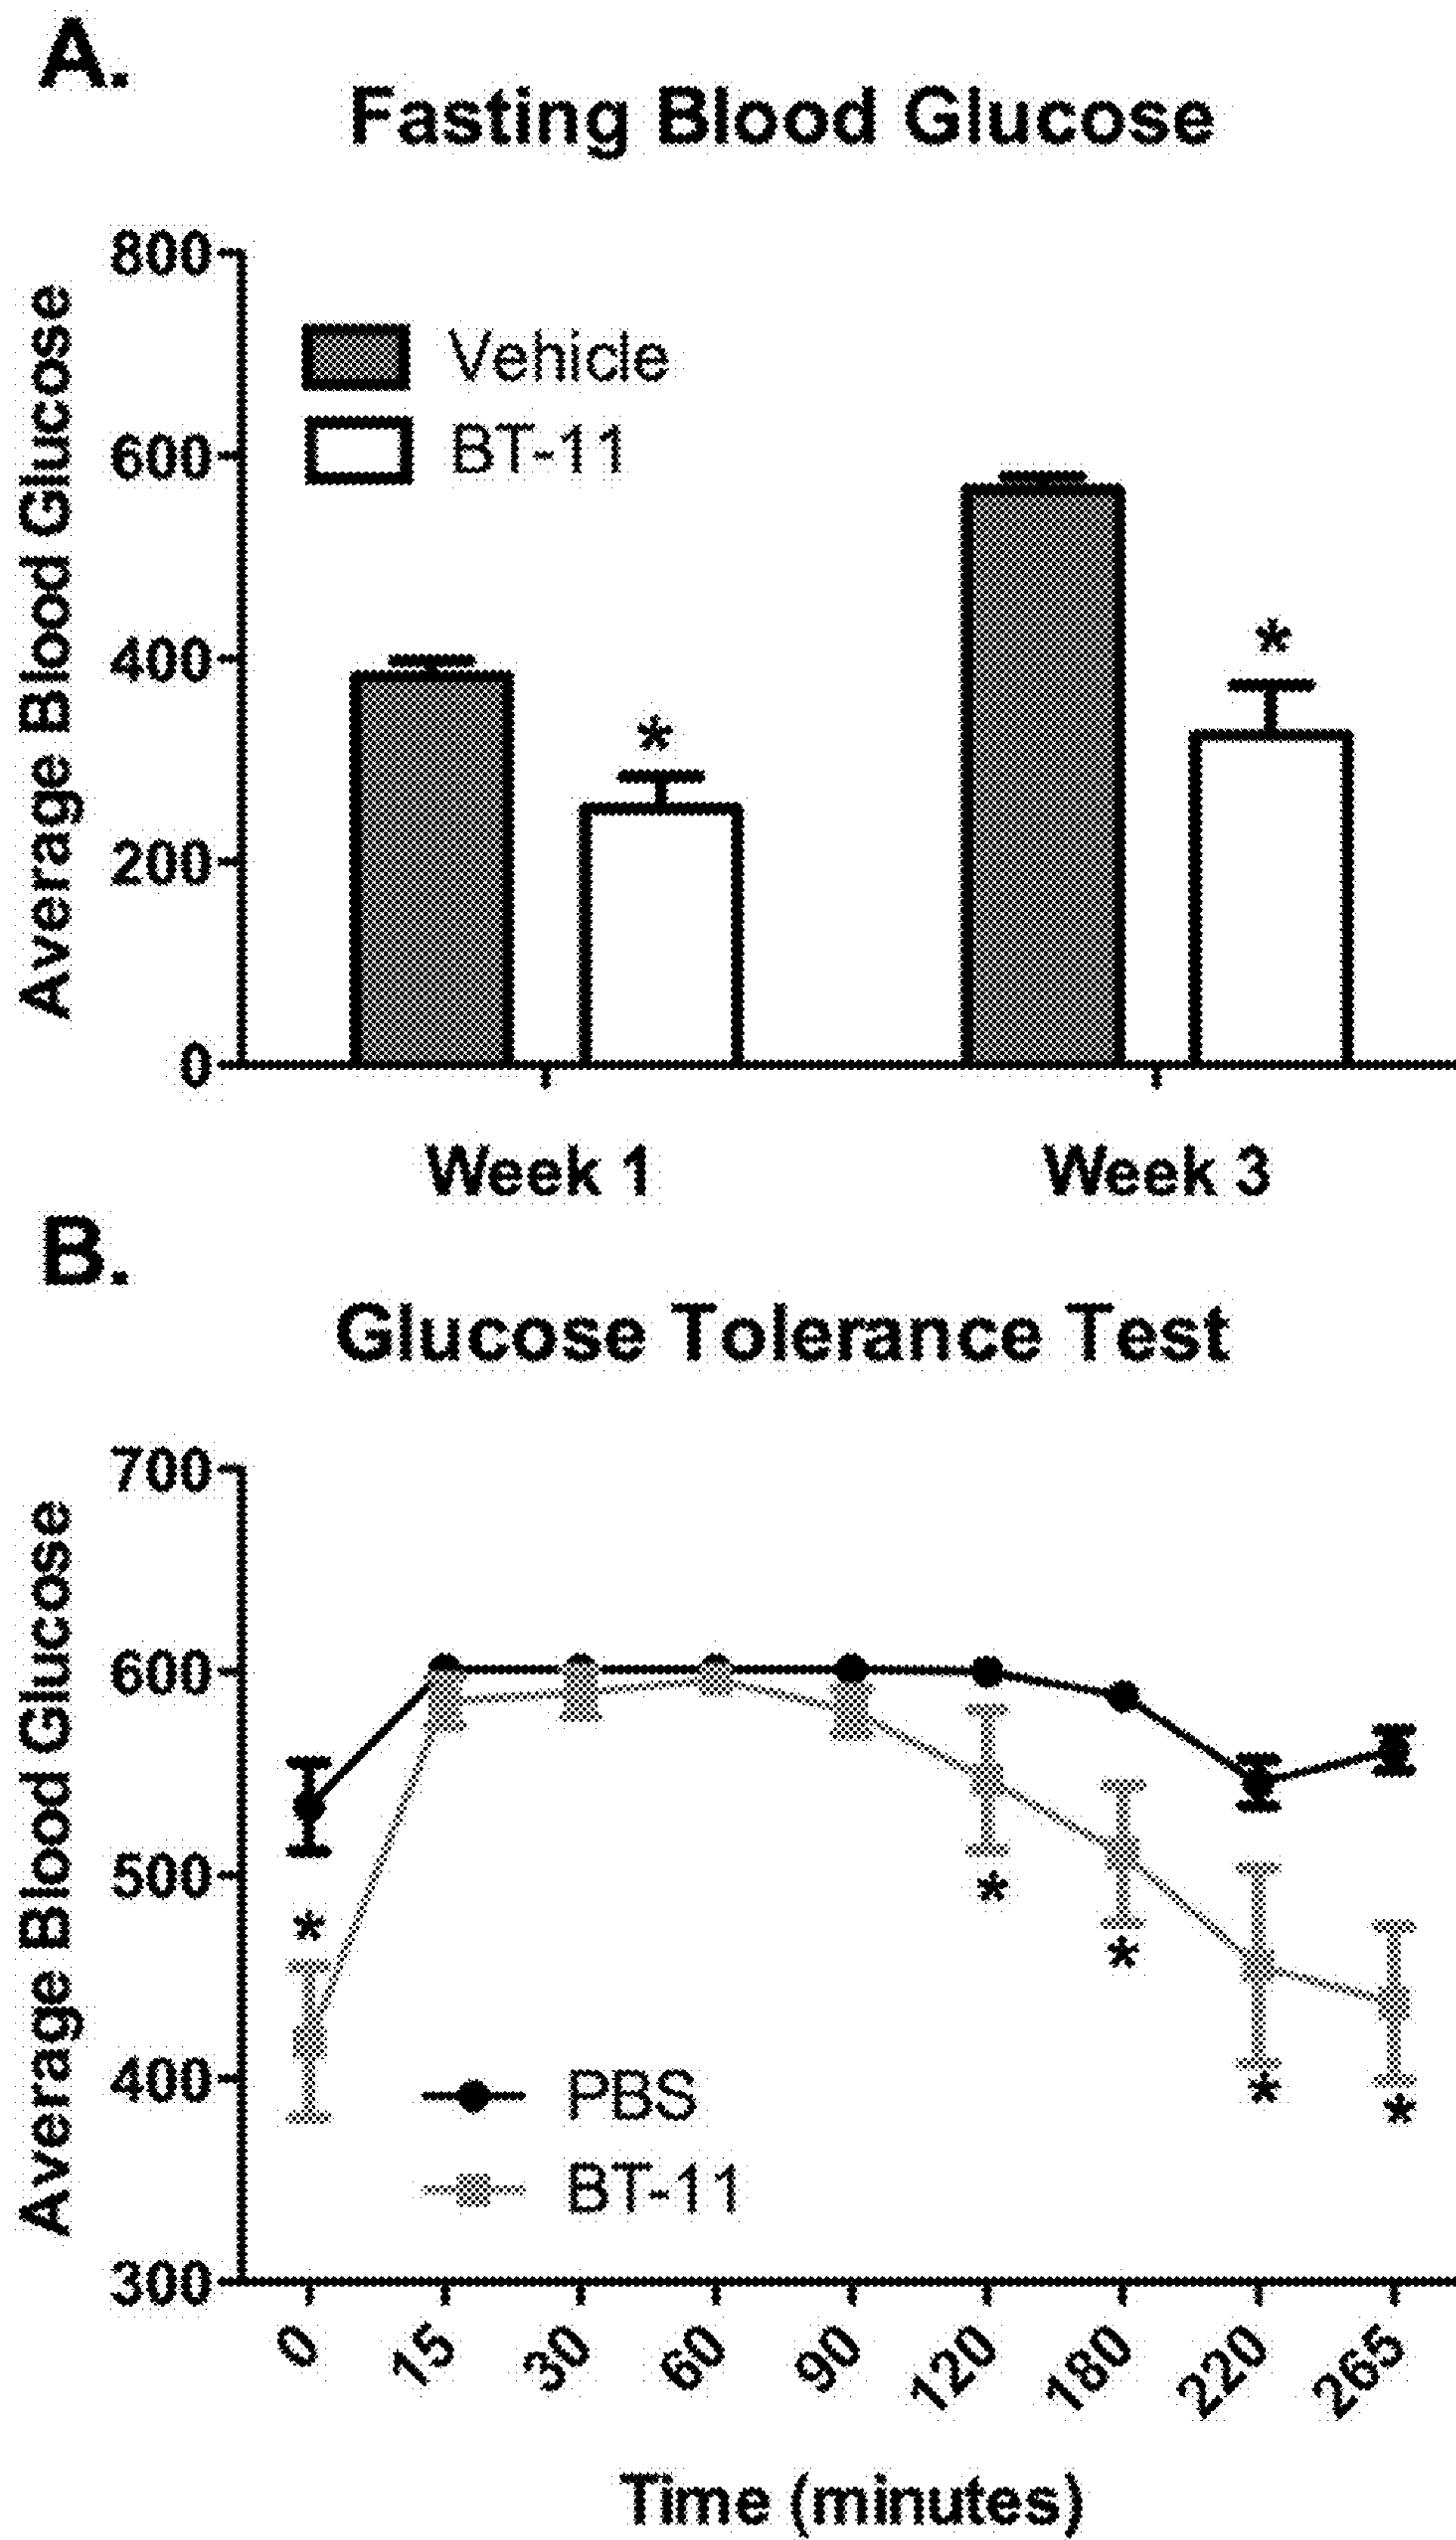 A.
Fasting Blood Glucose
Average Blood Glucose
800
600
400
200
0
Vehicle
BT-11
*
*
Week 1
Week 3
B.
Glucose Tolerance Test
Average Blood Glucose
700
600
500
400
300
*
*
*
*
*
PBS
BT-11
0
15
30
60
90
120
180
220
265
Time (minutes)